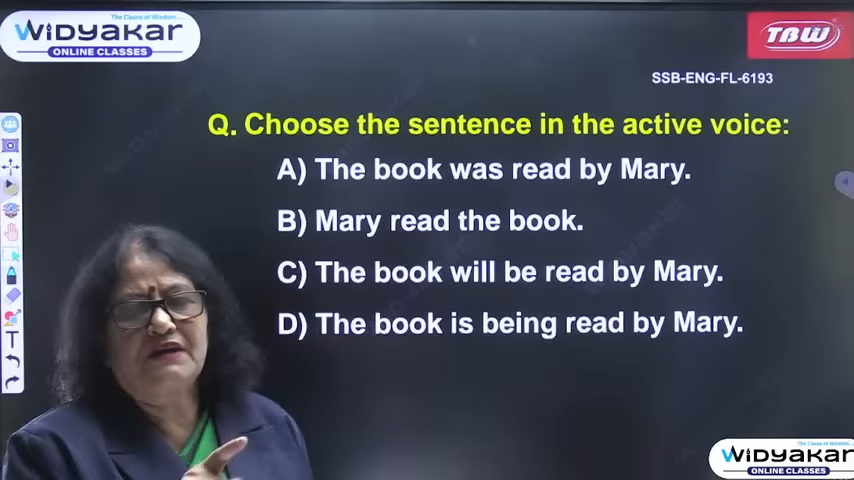 The Cause of Wisdom...
WIDYAKAR
ONLINE CLASSES
TBW
SSB-ENG-FL-6193
Q. Choose the sentence in the active voice:
A) The book was read by Mary.
B) Mary read the book.
C) The book will be read by Mary.
D) The book is being read by Mary.
T
The Cause of Wisdom...
WIDYAKAR
ONLINE CLASSES